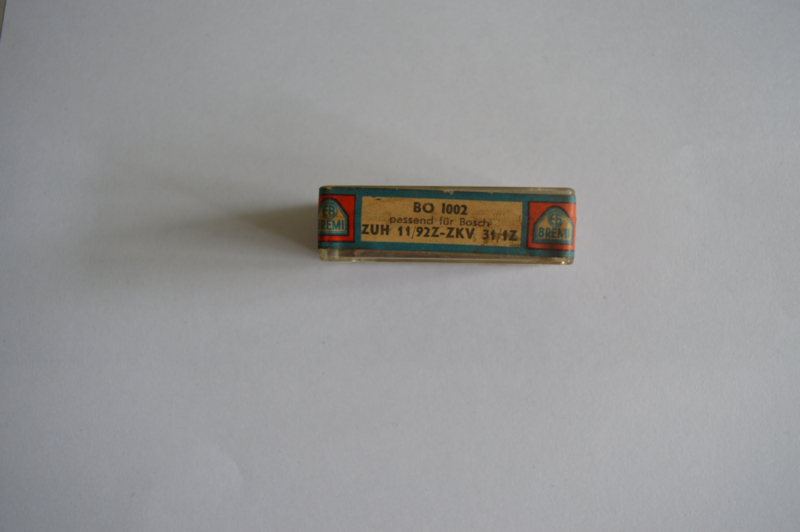 BO 1002
passend für Bosch
ZUH 11/92Z-ZKV 31/1Z
BREMI
BREMI